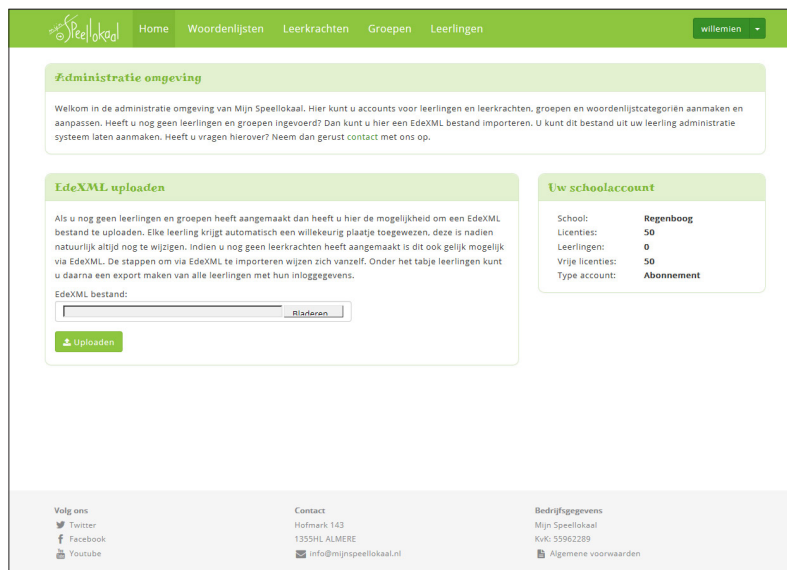 mijn Speellokaal Home Woordenlijsten Leerkrachten Groepen Leerlingen willemien
Administratie omgeving
Welkom in de administratie omgeving van Mijn Speellokaal. Hier kunt u accounts voor leerlingen en leerkrachten, groepen en woordenlijstcategoriën aanmaken en
aanpassen. Heeft u nog geen leerlingen en groepen ingevoerd? Dan kunt u hier een EdeXML bestand importeren. U kunt dit bestand uit uw leerling administratie
systeem laten aanmaken. Heeft u vragen hierover? Neem dan gerust contact met ons op.
EdeXML uploaden
Als u nog geen leerlingen en groepen heeft aangemaakt dan heeft u hier de mogelijkheid om een EdeXML
bestand te uploaden. Elke leerling krijgt automatisch een willekeurig plaatje toegewezen, deze is nadien
natuurlijk altijd nog te wijzigen. Indien u nog geen leerkrachten heeft aangemaakt is dit ook gelijk mogelijk
via EdeXML. De stappen om via EdeXML te importeren wijzen zich vanzelf. Onder het tabje leerlingen kunt
u daarna een export maken van alle leerlingen met hun inloggegevens.
EdeXML bestand:
Bladeren...
Uploaden
Uw schoolaccount
School: Regenboog
Licenties: 50
Leerlingen: 0
Vrije licenties: 50
Type account: Abonnement
Volg ons
Twitter
Facebook
Youtube
Contact
Hofmark 143
1355HL ALMERE
info@mijnspeellokaal.nl
Bedrijfsgegevens
Mijn Speellokaal
KvK: 55962289
Algemene voorwaarden